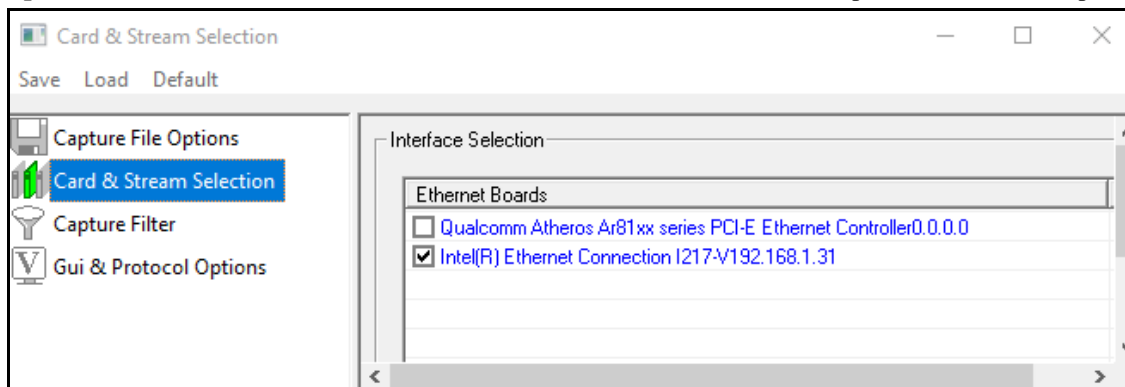 Card & Stream Selection
Save Load Default
Capture File Options
Card & Stream Selection
Capture Filter
Gui & Protocol Options
Interface Selection
Ethernet Boards
Qualcomm Atheros Ar81xx series PCI-E Ethernet Controller0.0.0.0
Intel(R) Ethernet Connection I217-V192.168.1.31